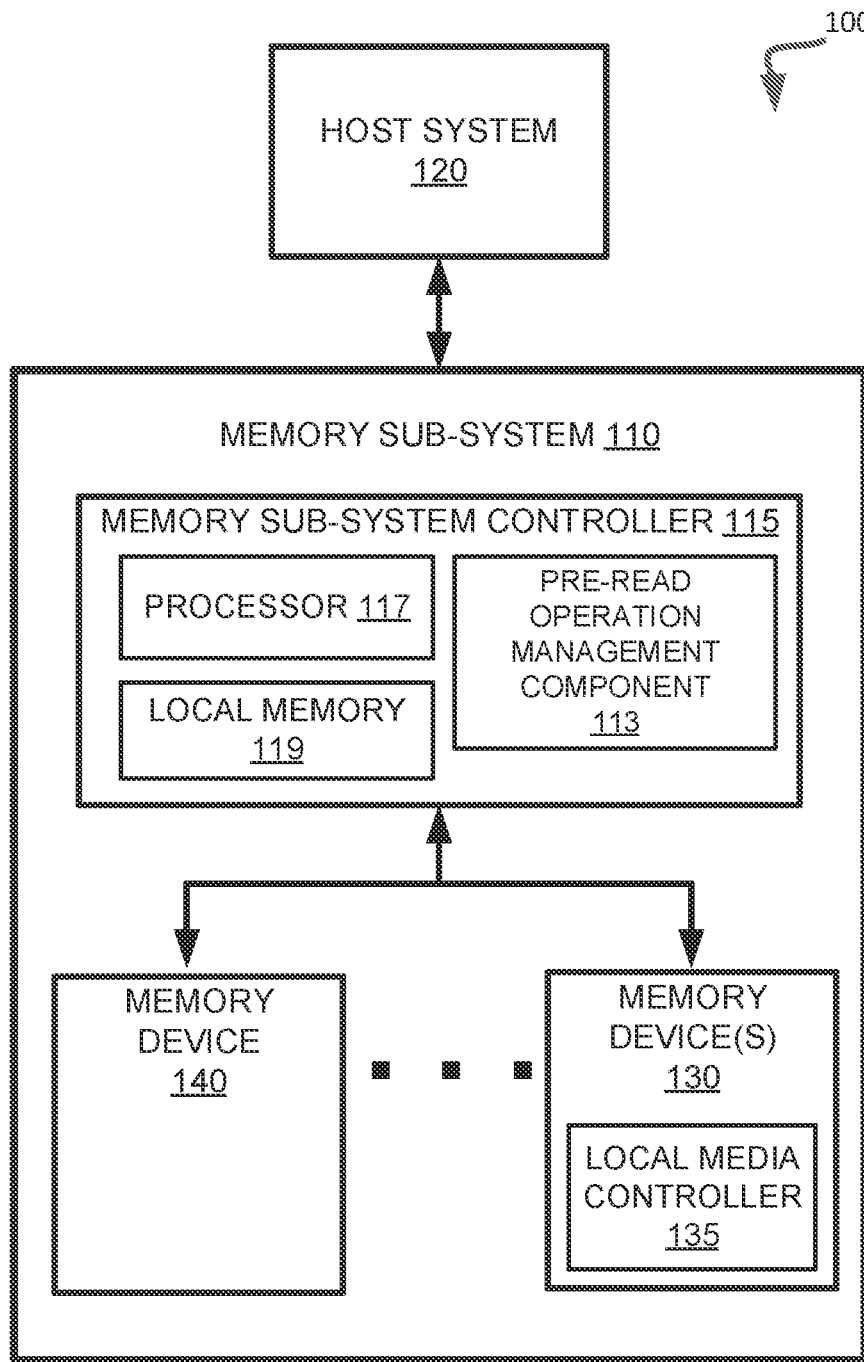 100
HOST SYSTEM
120
MEMORY SUB-SYSTEM 110
MEMORY SUB-SYSTEM CONTROLLER 115
PROCESSOR 117
LOCAL MEMORY
119
PRE-READ
OPERATION
MANAGEMENT
COMPONENT
113
MEMORY
DEVICE
140
MEMORY
DEVICE(S)
130
LOCAL MEDIA
CONTROLLER
135